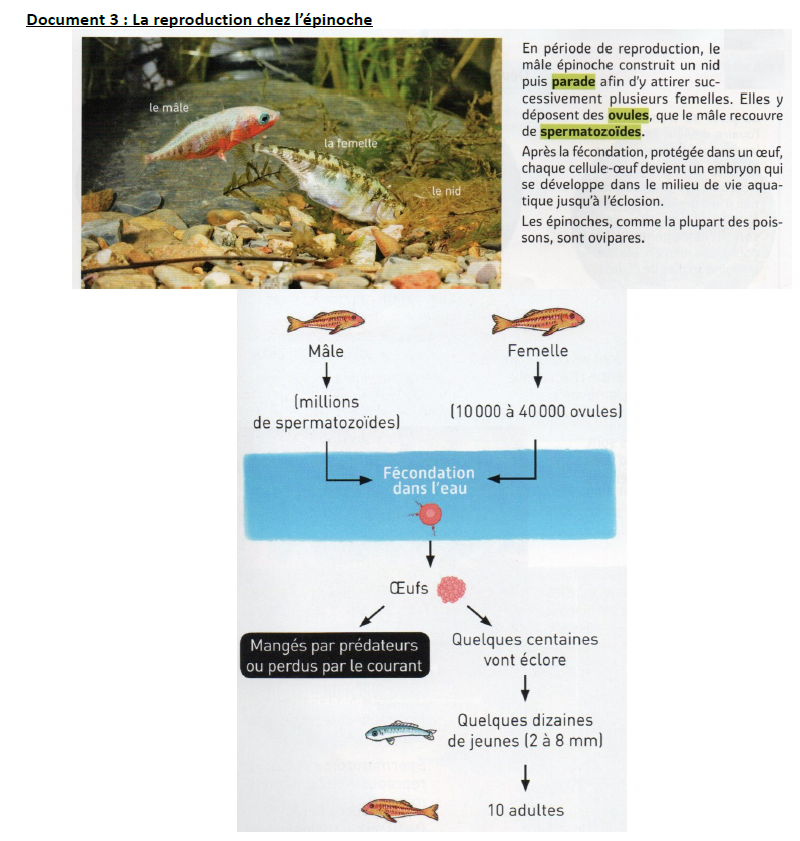 Document 3 : La reproduction chez l'épinoche
le mâle
la femelle
le nid
En période de reproduction, le
mâle épinoche construit un nid
puis parade afin d'y attirer suc-
cessivement plusieurs femelles. Elles y
déposent des ovules, que le mâle recouvre
de spermatozoïdes.
Après la fécondation, protégée dans un œuf,
chaque cellule-œuf devient un embryon qui
se développe dans le milieu de vie aqua-
tique jusqu'à l'éclosion.
Les épinoches, comme la plupart des pois-
sons, sont ovipares.
Mâle
Femelle
(millions
de spermatozoïdes)
(10 000 à 40 000 ovules)
Fécondation
dans l'eau
Œufs
Mangés par prédateurs
ou perdus par le courant
Quelques centaines
vont éclore
Quelques dizaines
de jeunes (2 à 8 mm)
10 adultes